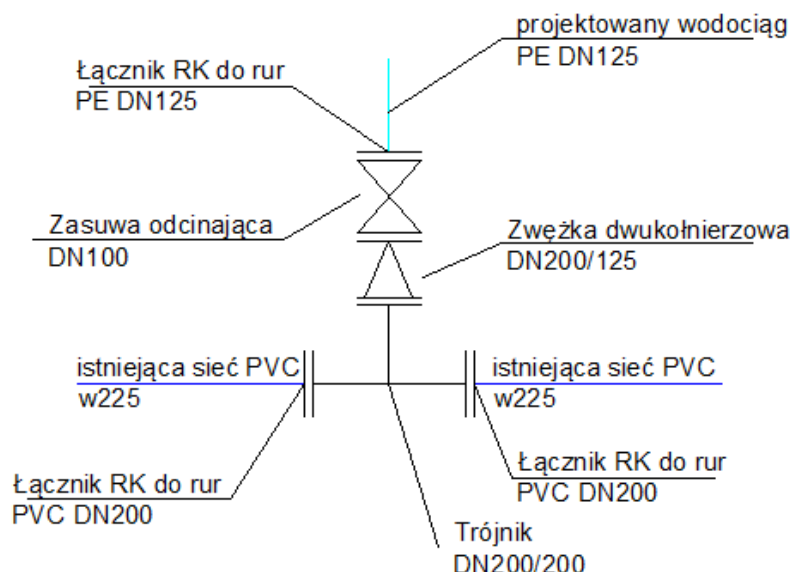 projektowany wodociąg
PE DN125
Łącznik RK do rur
PE DN125
Zasuwa odcinająca
DN100
Zwężka dwukołnierzowa
DN200/125
istniejąca sieć PVC
w225
istniejąca sieć PVC
w225
Łącznik RK do rur
PVC DN200
Łącznik RK do rur
PVC DN200
Trójnik
DN200/200